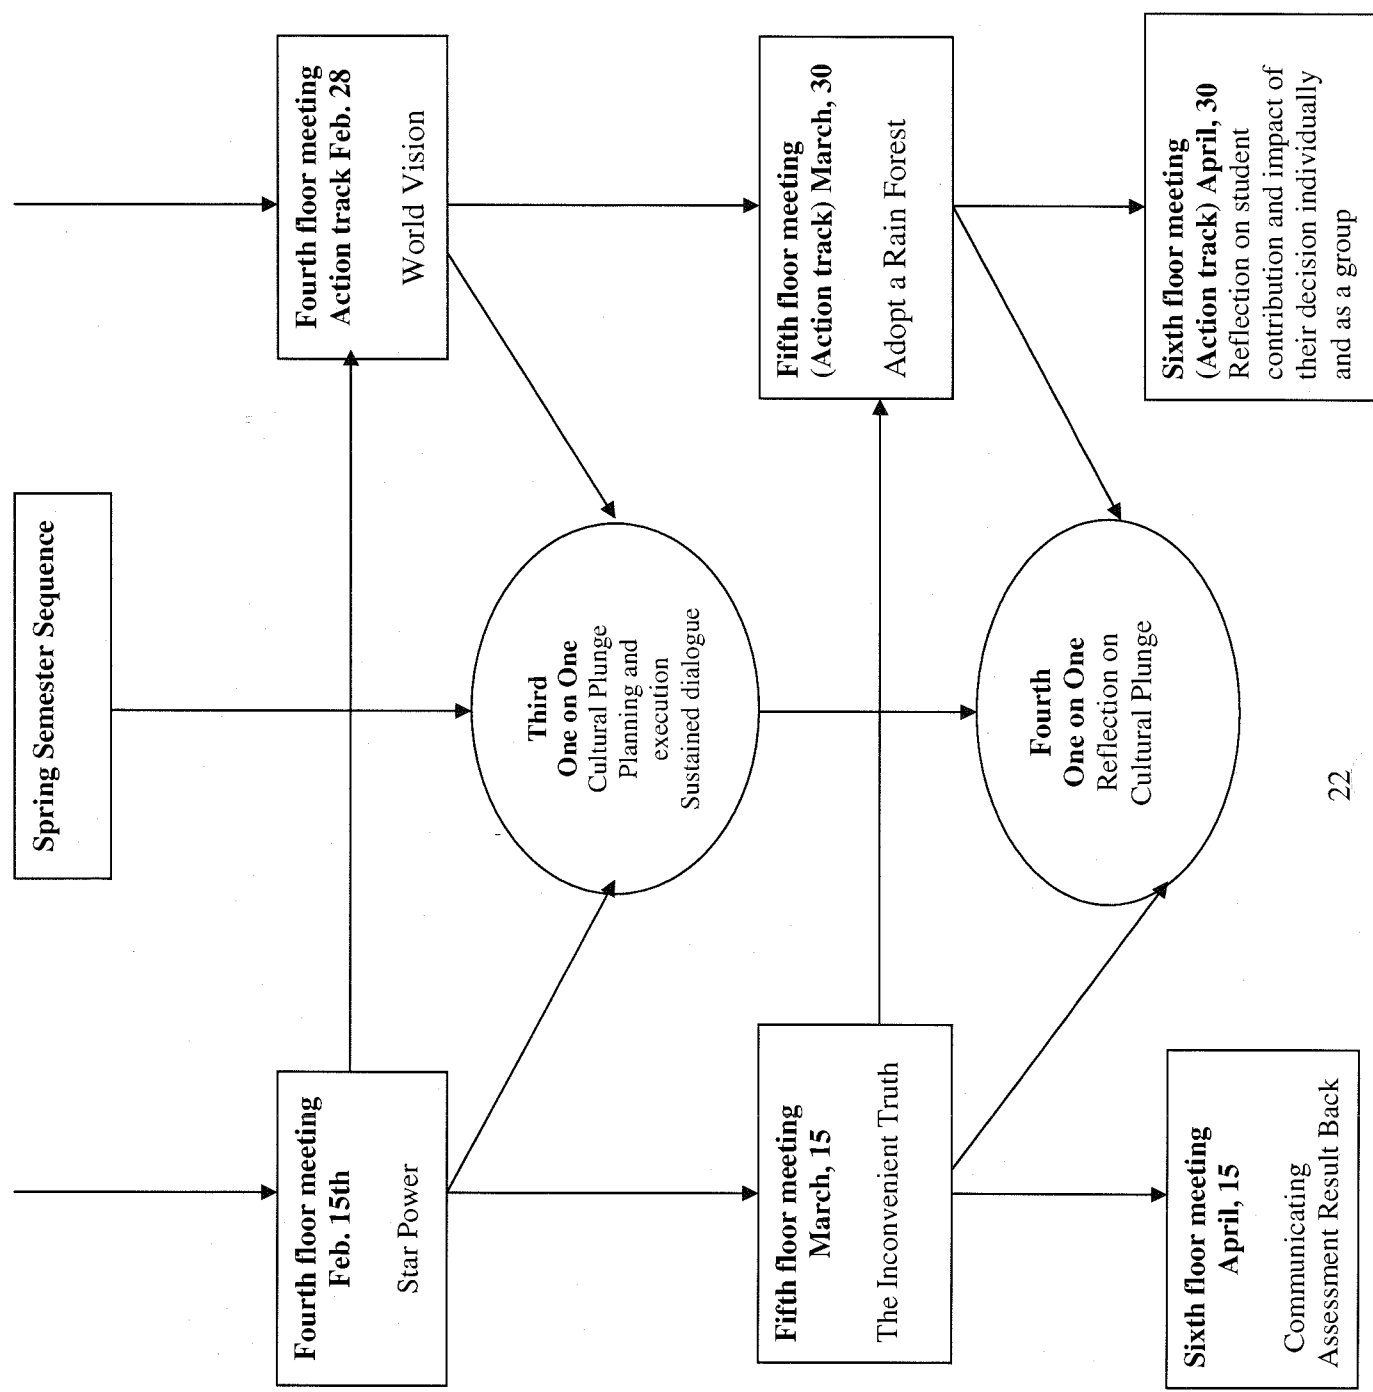 Spring Semester Sequence
Fourth floor meeting
Feb. 15th
Star Power
Fourth floor meeting
Action track Feb. 28
World Vision
Third
One on One
Cultural Plunge
Planning and
execution
Sustained dialogue
Fifth floor meeting
March, 15
The Inconvenient Truth
Fifth floor meeting
(Action track) March, 30
Adopt a Rain Forest
Fourth
One on One
Reflection on
Cultural Plunge
Sixth floor meeting
April, 15
Communicating
Assessment Result Back
Sixth floor meeting
(Action track) April, 30
Reflection on student
contribution and impact of
their decision individually
and as a group
22